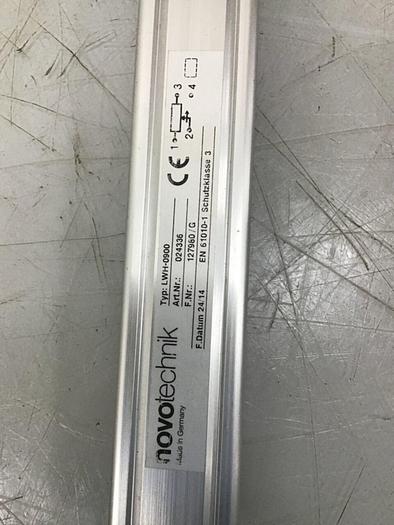 novotechnik
Made in Germany
Typ: LWH-0900
Art.Nr.: 024336
F.Nr.: 127980/G
F.Datum 24/14
EN 61010-1 Schutzklasse 3
CE
1 3
2 4